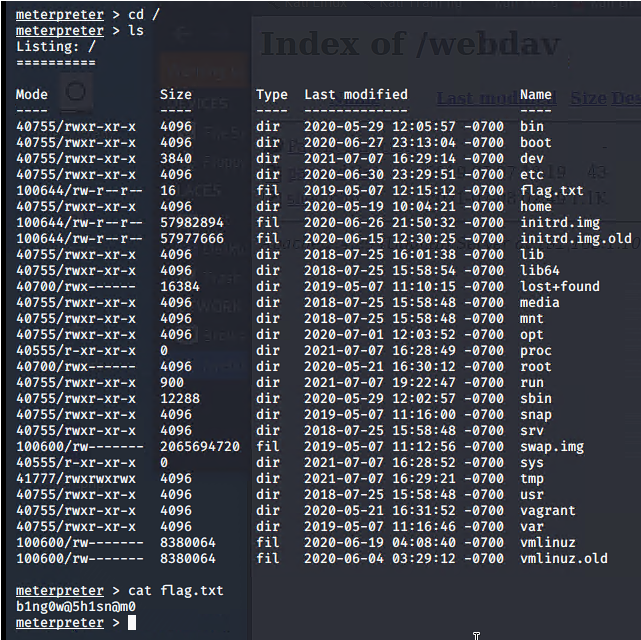 meterpreter > cd /
meterpreter > ls
Listing: /
==========
Mode Size Type Last modified Name
---- ---- ---- ------------- ----
40755/rwxr-xr-x 4096 dir 2020-05-29 12:05:57 -0700 bin
40755/rwxr-xr-x 4096 dir 2020-06-27 23:13:04 -0700 boot
40755/rwxr-xr-x 3840 dir 2021-07-07 16:29:14 -0700 dev
40755/rwxr-xr-x 4096 dir 2020-06-30 23:29:51 -0700 etc
100644/rw-r--r-- 16 fil 2019-05-07 12:15:12 -0700 flag.txt
40755/rwxr-xr-x 4096 dir 2020-05-19 10:04:21 -0700 home
100644/rw-r--r-- 57982894 fil 2020-06-26 21:50:32 -0700 initrd.img
100644/rw-r--r-- 57977666 fil 2020-06-15 12:30:25 -0700 initrd.img.old
40755/rwxr-xr-x 4096 dir 2018-07-25 16:01:38 -0700 lib
40755/rwxr-xr-x 4096 dir 2018-07-25 15:58:54 -0700 lib64
40700/rwx------ 16384 dir 2019-05-07 11:10:15 -0700 lost+found
40755/rwxr-xr-x 4096 dir 2018-07-25 15:58:48 -0700 media
40755/rwxr-xr-x 4096 dir 2018-07-25 15:58:48 -0700 mnt
40755/rwxr-xr-x 4096 dir 2020-07-01 12:03:52 -0700 opt
40555/r-xr-xr-x 0 dir 2021-07-07 16:28:49 -0700 proc
40700/rwx------ 4096 dir 2020-05-21 16:30:12 -0700 root
40755/rwxr-xr-x 900 dir 2021-07-07 19:22:47 -0700 run
40755/rwxr-xr-x 12288 dir 2020-05-29 12:02:57 -0700 sbin
40755/rwxr-xr-x 4096 dir 2019-05-07 11:16:00 -0700 snap
40755/rwxr-xr-x 4096 dir 2018-07-25 15:58:48 -0700 srv
100600/rw------- 2065694720 fil 2019-05-07 11:12:56 -0700 swap.img
40555/r-xr-xr-x 0 dir 2021-07-07 16:28:52 -0700 sys
41777/rwxrwxrwx 4096 dir 2021-07-07 16:29:21 -0700 tmp
40755/rwxr-xr-x 4096 dir 2018-07-25 15:58:48 -0700 usr
40755/rwxr-xr-x 4096 dir 2020-05-21 16:31:52 -0700 vagrant
40755/rwxr-xr-x 4096 dir 2019-05-07 11:16:46 -0700 var
100600/rw------- 8380064 fil 2020-06-19 04:08:40 -0700 vmlinuz
100600/rw------- 8380064 fil 2020-06-04 03:29:12 -0700 vmlinuz.old
meterpreter > cat flag.txt
b1ng0w@5h1sn@m0
meterpreter >
Index of /webdav
Last modified Size